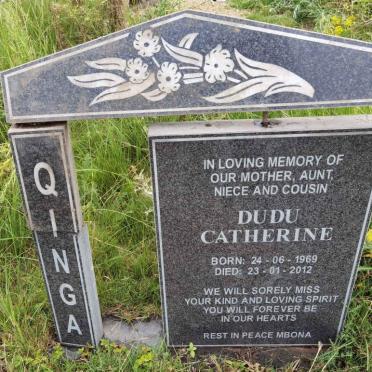 QINGA
IN LOVING MEMORY OF
OUR MOTHER, AUNT,
NIECE AND COUSIN
DUDU
CATHERINE
BORN: 24 - 06 - 1969
DIED: 23 - 01 - 2012
WE WILL SORELY MISS
YOUR KIND AND LOVING SPIRIT
YOU WILL FOREVER BE
IN OUR HEARTS
REST IN PEACE MBONA